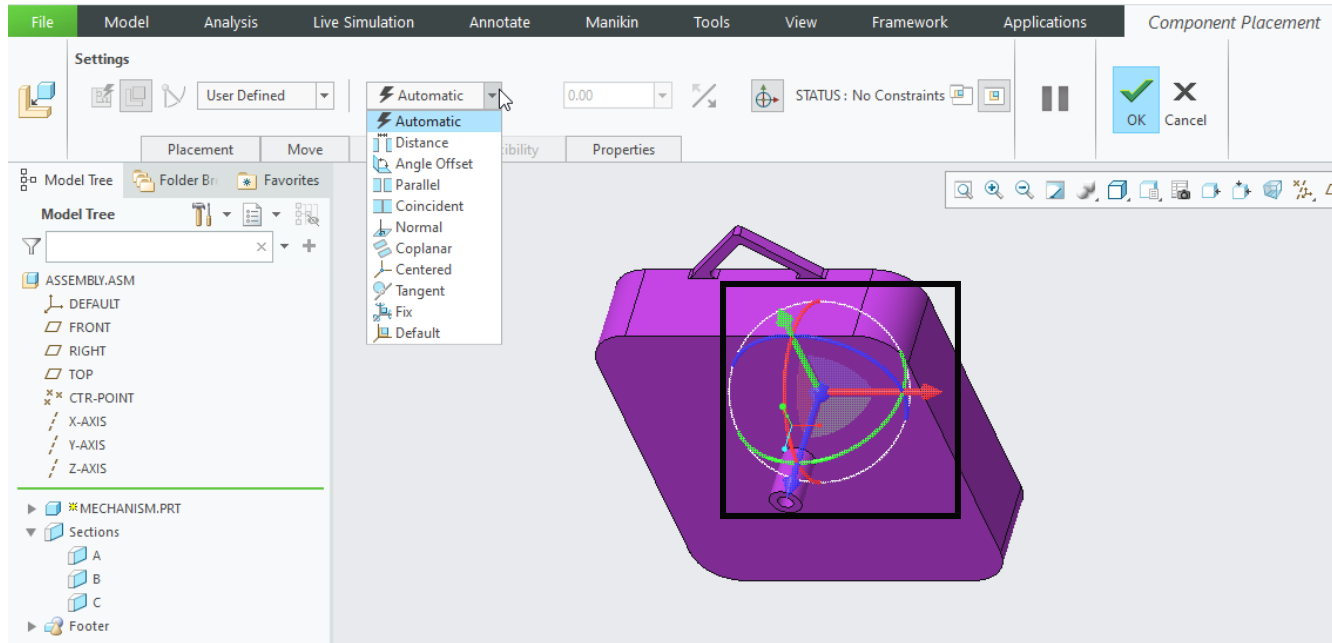 File Model Analysis Live Simulation Annotate Manikin Tools View Framework Applications Component Placement
Settings
User Defined
Automatic
0.00
STATUS : No Constraints
OK
Cancel
Automatic
Distance
Angle Offset
Parallel
Coincident
Normal
Coplanar
Centered
Tangent
Fix
Default
Placement Move Properties
Model Tree Folder Br Favorites
Model Tree
ASSEMBLY.ASM
DEFAULT
FRONT
RIGHT
TOP
CTR-POINT
X-AXIS
Y-AXIS
Z-AXIS
MECHANISM.PRT
Sections
A
B
C
Footer